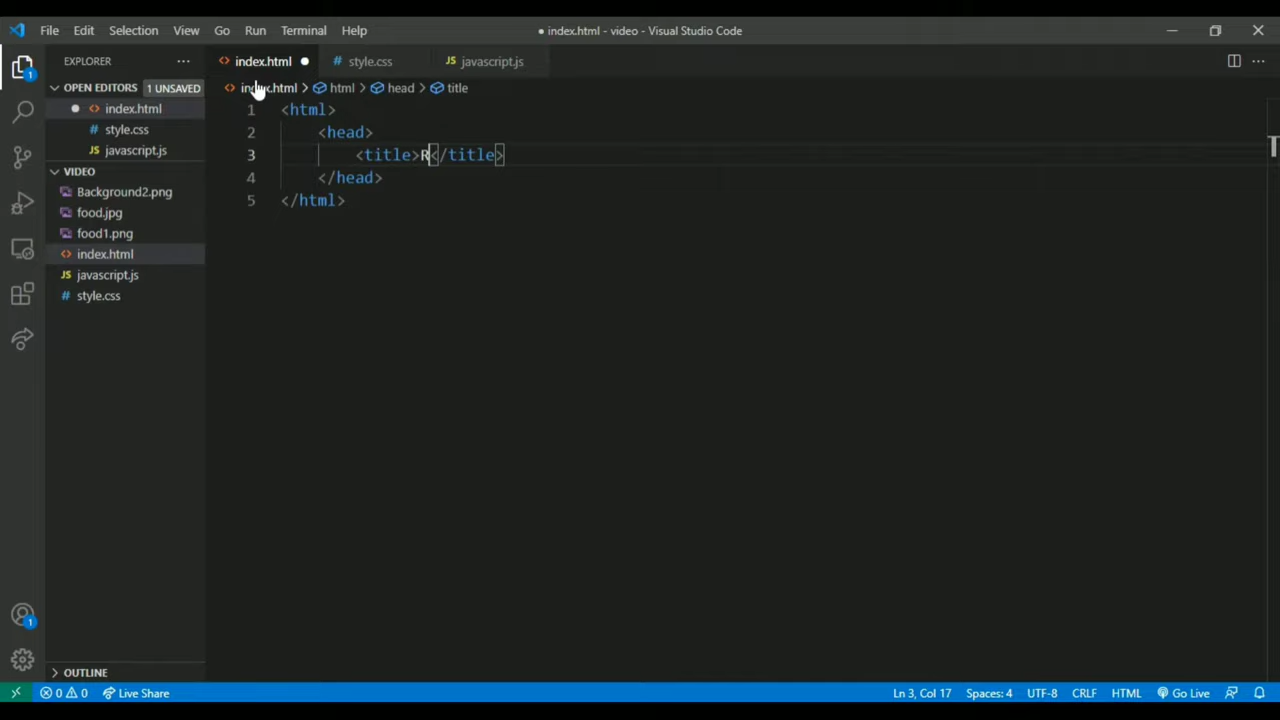 File Edit Selection View Go Run Terminal Help
● index.html - video - Visual Studio Code
EXPLORER
OPEN EDITORS 1 UNSAVED
index.html
style.css
javascript.js
VIDEO
Background2.png
food.jpg
food1.png
index.html
JS javascript.js
# style.css
OUTLINE
<> index.html ● # style.css JS javascript.js
<> index.html > html > head > title
1 <html>
2 <head>
3 <title>R</title>
4 </head>
5 </html>
1
1
0 0 Live Share
Ln 3, Col 17 Spaces: 4 UTF-8 CRLF HTML Go Live